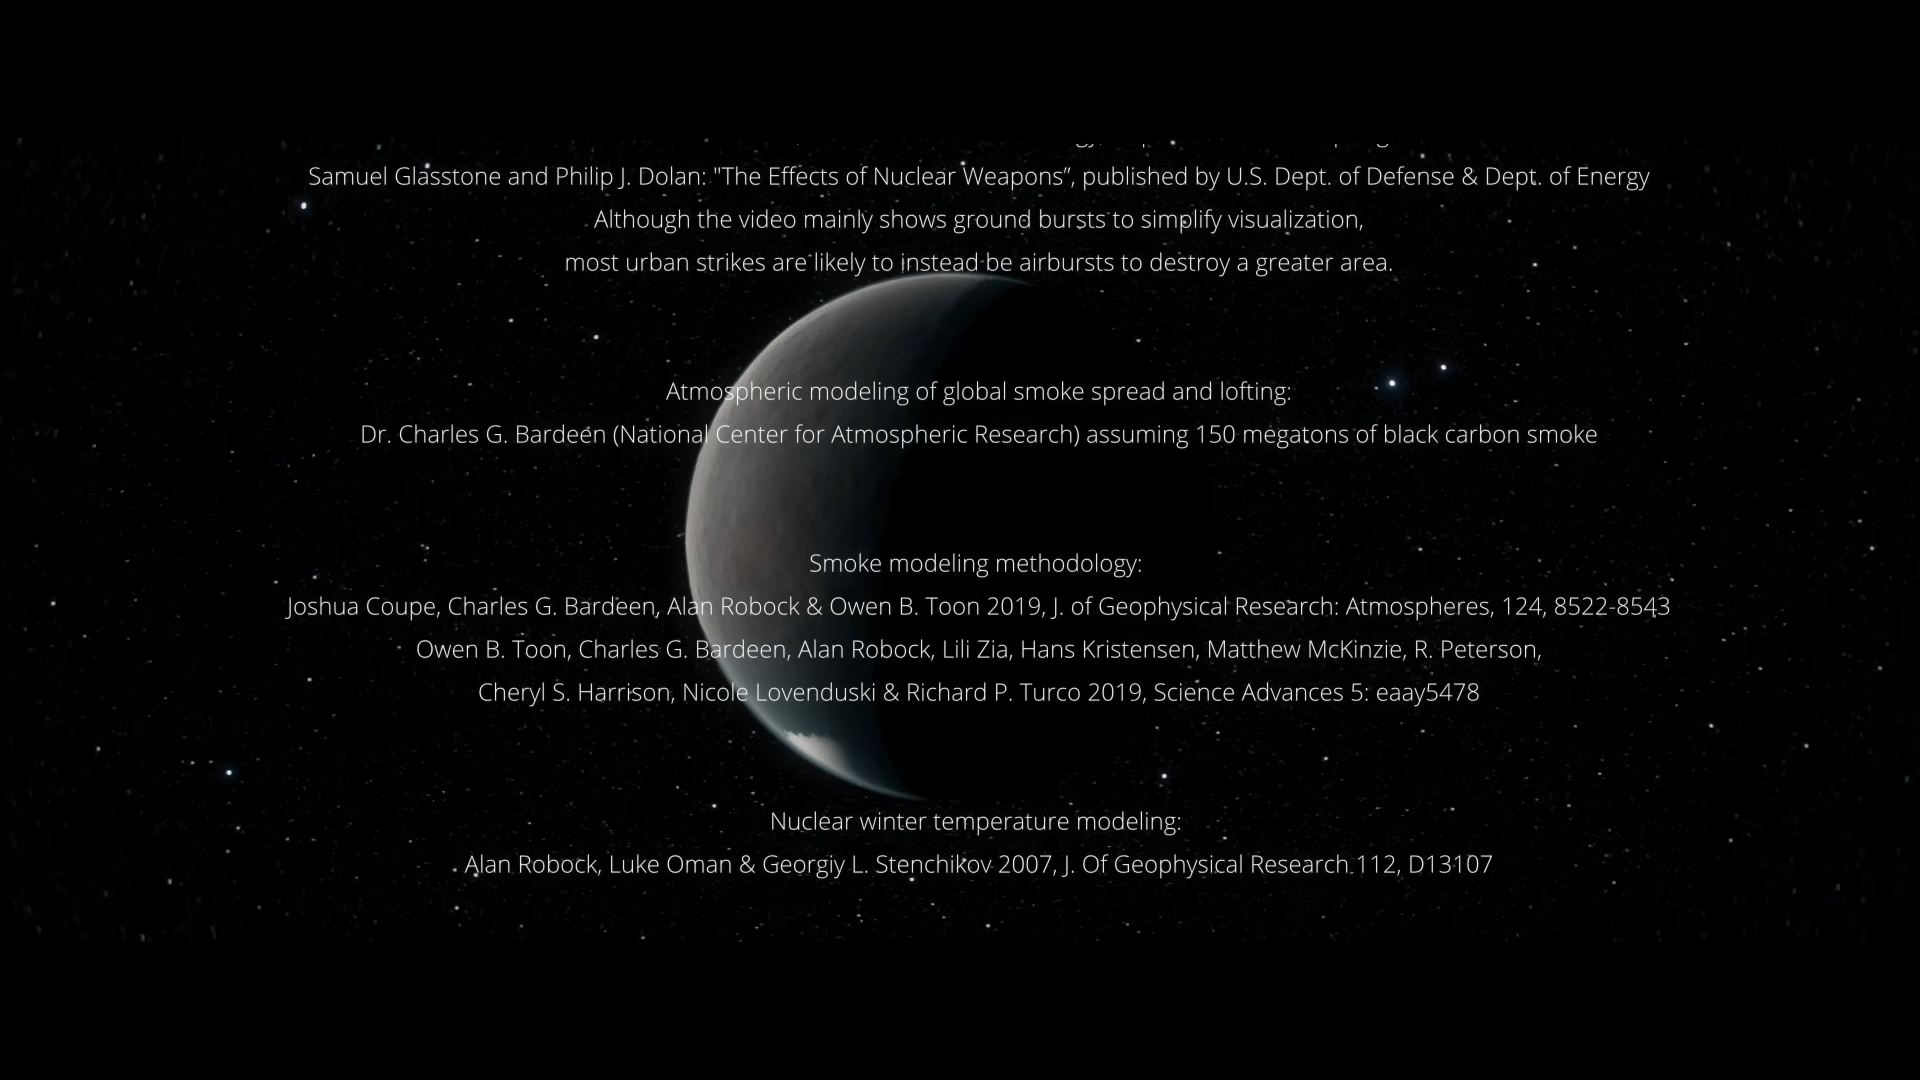 Samuel Glasstone and Philip J. Dolan: "The Effects of Nuclear Weapons”, published by U.S. Dept. of Defense & Dept. of Energy
Although the video mainly shows ground bursts to simplify visualization,
most urban strikes are likely to instead be airbursts to destroy a greater area.
Atmospheric modeling of global smoke spread and lofting:
Dr. Charles G. Bardeen (National Center for Atmospheric Research) assuming 150 megatons of black carbon smoke
Smoke modeling methodology:
Joshua Coupe, Charles G. Bardeen, Alan Robock & Owen B. Toon 2019, J. of Geophysical Research: Atmospheres, 124, 8522-8543
Owen B. Toon, Charles G. Bardeen, Alan Robock, Lili Zia, Hans Kristensen, Matthew McKinzie, R. Peterson,
Cheryl S. Harrison, Nicole Lovenduski & Richard P. Turco 2019, Science Advances 5: eaay5478
Nuclear winter temperature modeling:
Alan Robock, Luke Oman & Georgiy L. Stenchikov 2007, J. Of Geophysical Research 112, D13107